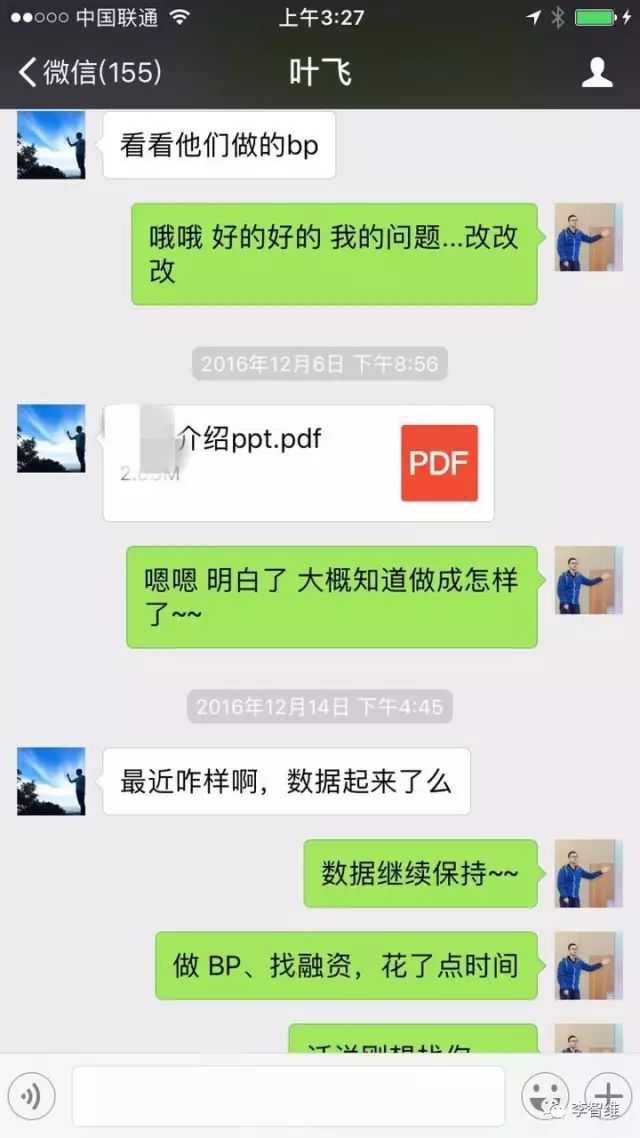 中国联通 上午3:27
微信(155) 叶飞
看看他们做的bp
哦哦 好的好的 我的问题...改改
改
2016年12月6日 下午8:56
介绍ppt.pdf
PDF
嗯嗯 明白了 大概知道做成怎样
了~~
2016年12月14日 下午4:45
最近咋样啊，数据起来了么
数据继续保持~~
做 BP、找融资，花了点时间
话说刚想找你
李智维